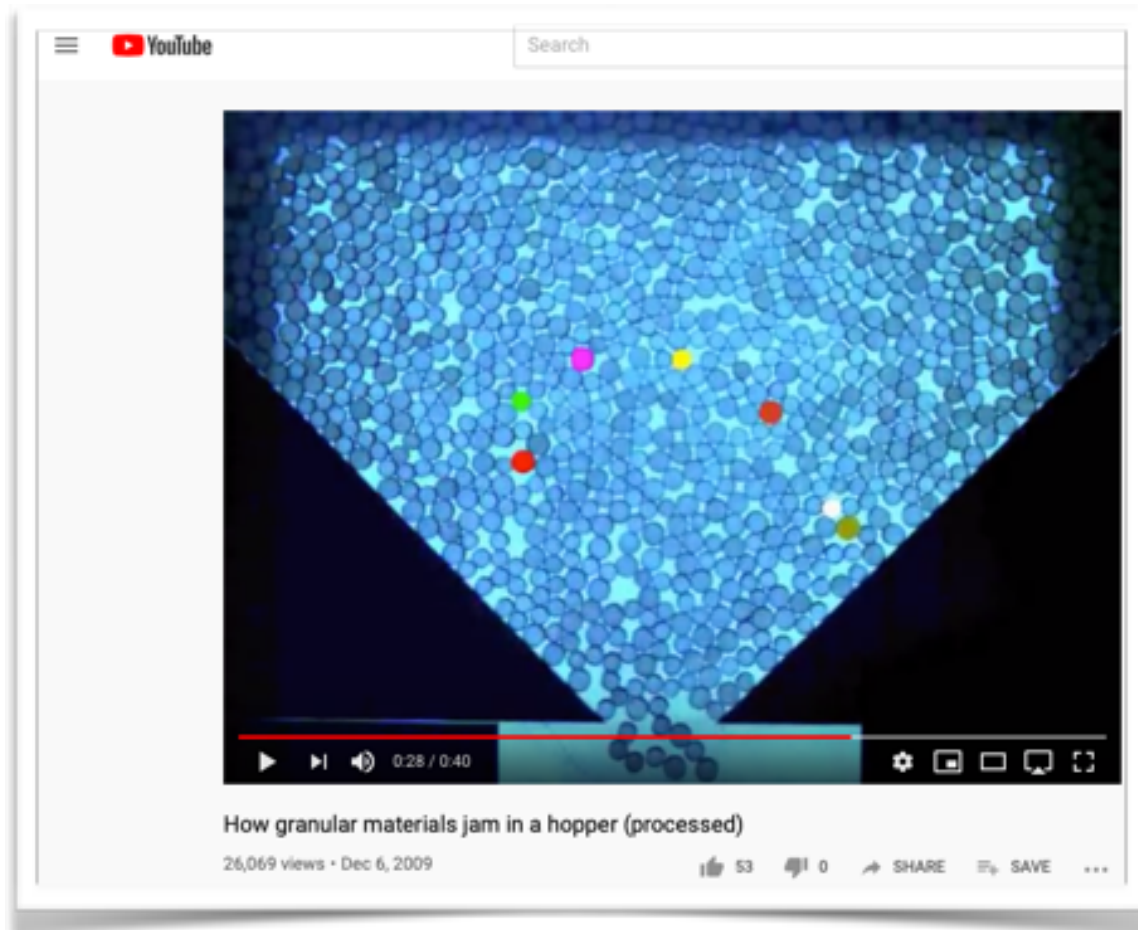 YouTube
Search
0:28 / 0:40
How granular materials jam in a hopper (processed)
26,069 views • Dec 6, 2009
53
0
SHARE
SAVE